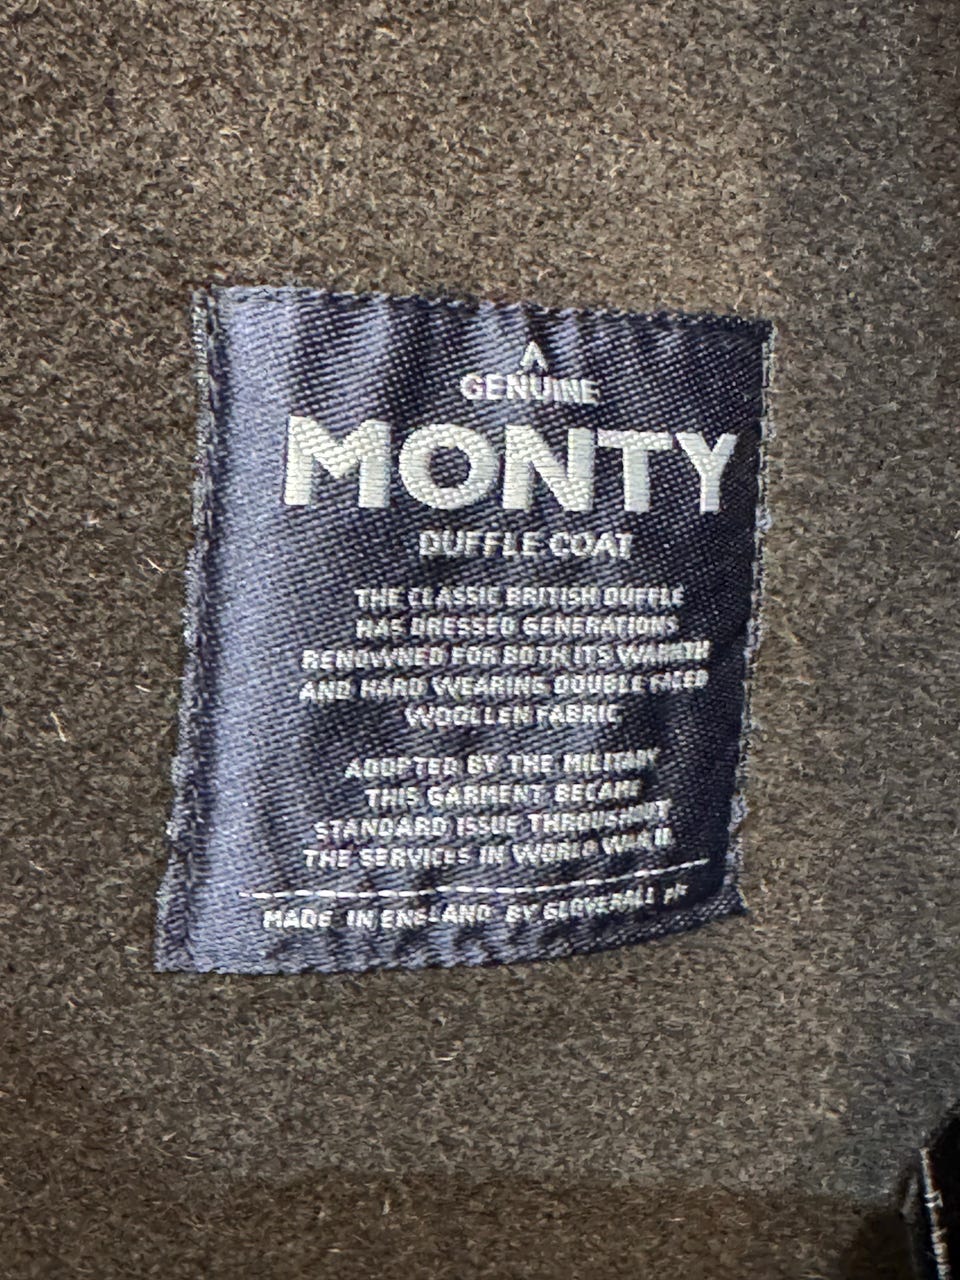 A
GENUINE
MONTY
DUFFLE COAT
THE CLASSIC BRITISH DUFFLE
HAS DRESSED GENERATIONS
RENOWNED FOR BOTH ITS WARMTH
AND HARD WEARING DOUBLE FACED
WOOLLEN FABRIC
ADOPTED BY THE MILITARY
THIS GARMENT BECAME
STANDARD ISSUE THROUGHOUT
THE SERVICES IN WORLD WAR II.
MADE IN ENGLAND BY GLOVERALL